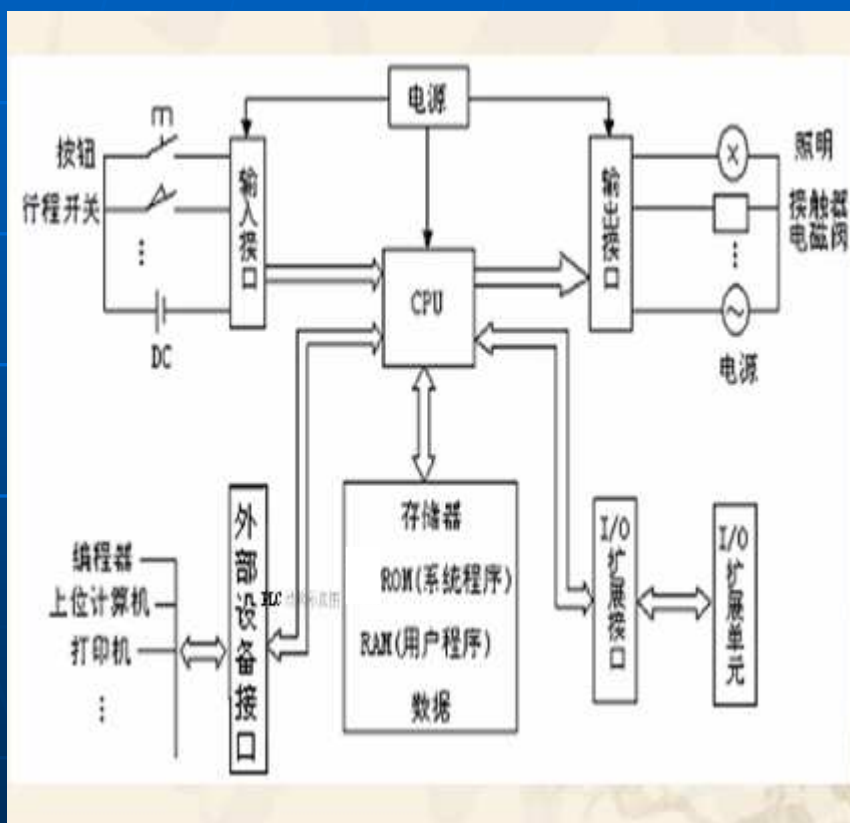 电源
按钮
行程开关
DC
输入接口
CPU
输出接口
照明
接触器
电磁阀
电源
存储器
ROM(系统程序)
RAM(用户程序)
数据
编程器
上位计算机
打印机
外部设备接口
PLC
I/O扩展接口
I/O扩展单元